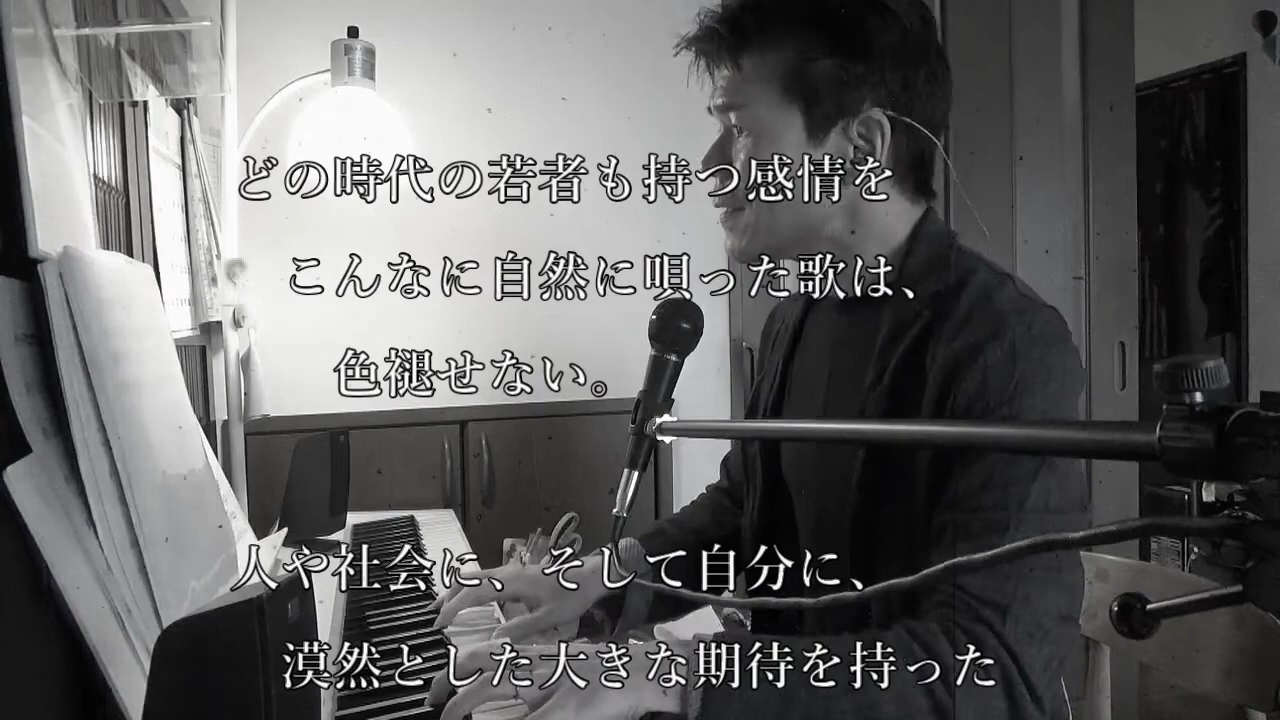 どの時代の若者も持つ感情を
こんなに自然に唄った歌は、
色褪せない。
人や社会に、そして自分に、
漠然とした大きな期待を持った